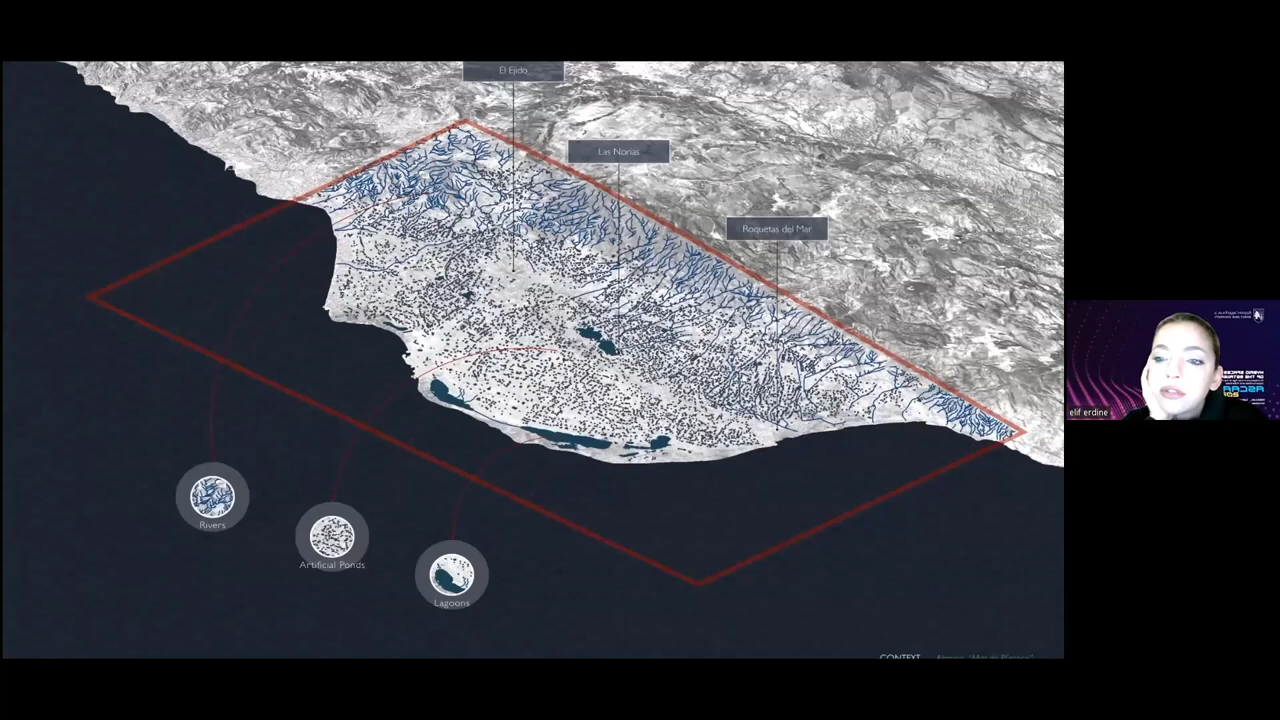 El Ejido
Las Norias
Roquetas del Mar
Rivers
Artificial Ponds
Lagoons
CONTEXT
elif erdine